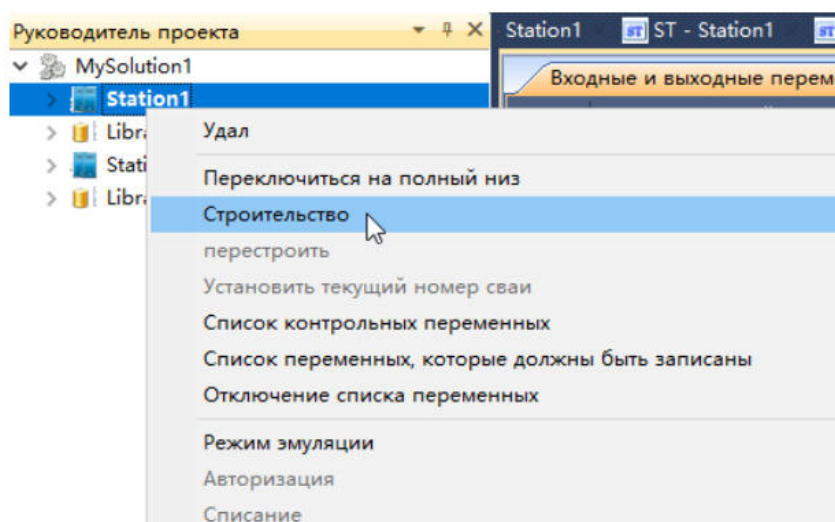 Руководитель проекта
Station1
ST ST - Station1
ST
MySolution1
Входные и выходные перем
Station1
Libr
Stati
Libr
Удал
Переключиться на полный низ
Строительство
перестроить
Установить текущий номер сваи
Список контрольных переменных
Список переменных, которые должны быть записаны
Отключение списка переменных
Режим эмуляции
Авторизация
Списание